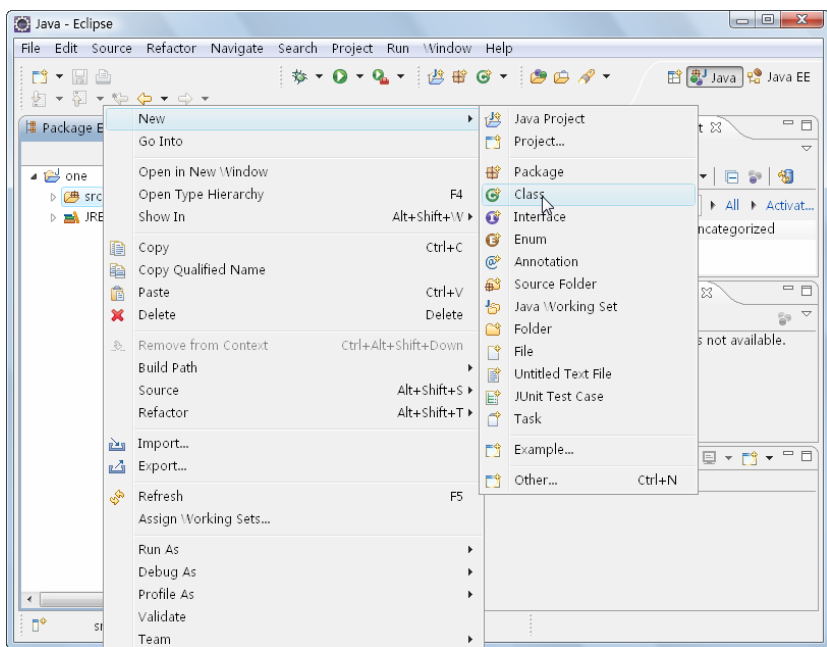 Java - Eclipse
File Edit Source Refactor Navigate Search Project Run Window Help
Java Java EE
Package E
one
src
JRE
New
Go Into
Open in New Window
Open Type Hierarchy F4
Show In Alt+Shift+W
Copy Ctrl+C
Copy Qualified Name
Paste Ctrl+V
Delete Delete
Remove from Context Ctrl+Alt+Shift+Down
Build Path
Source Alt+Shift+S
Refactor Alt+Shift+T
Import...
Export...
Refresh F5
Assign Working Sets...
Run As
Debug As
Profile As
Validate
Team
Java Project
Project...
Package
Class
Interface
Enum
Annotation
Source Folder
Java Working Set
Folder
File
Untitled Text File
JUnit Test Case
Task
Example...
Other... Ctrl+N
t
All Activat...
ncategorized
s not available.